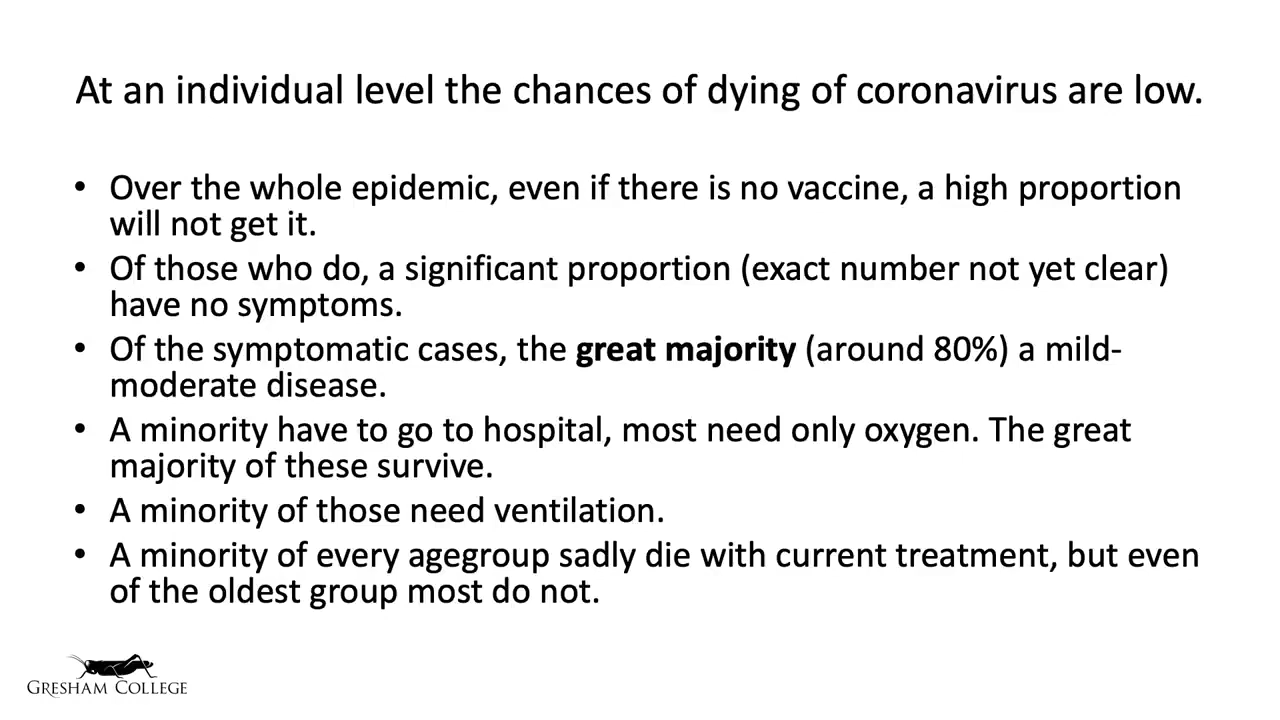 At an individual level the chances of dying of coronavirus are low.
• Over the whole epidemic, even if there is no vaccine, a high proportion
will not get it.
• Of those who do, a significant proportion (exact number not yet clear)
have no symptoms.
• Of the symptomatic cases, the great majority (around 80%) a mild-
moderate disease.
• A minority have to go to hospital, most need only oxygen. The great
majority of these survive.
• A minority of those need ventilation.
• A minority of every agegroup sadly die with current treatment, but even
of the oldest group most do not.
GRESHAM COLLEGE